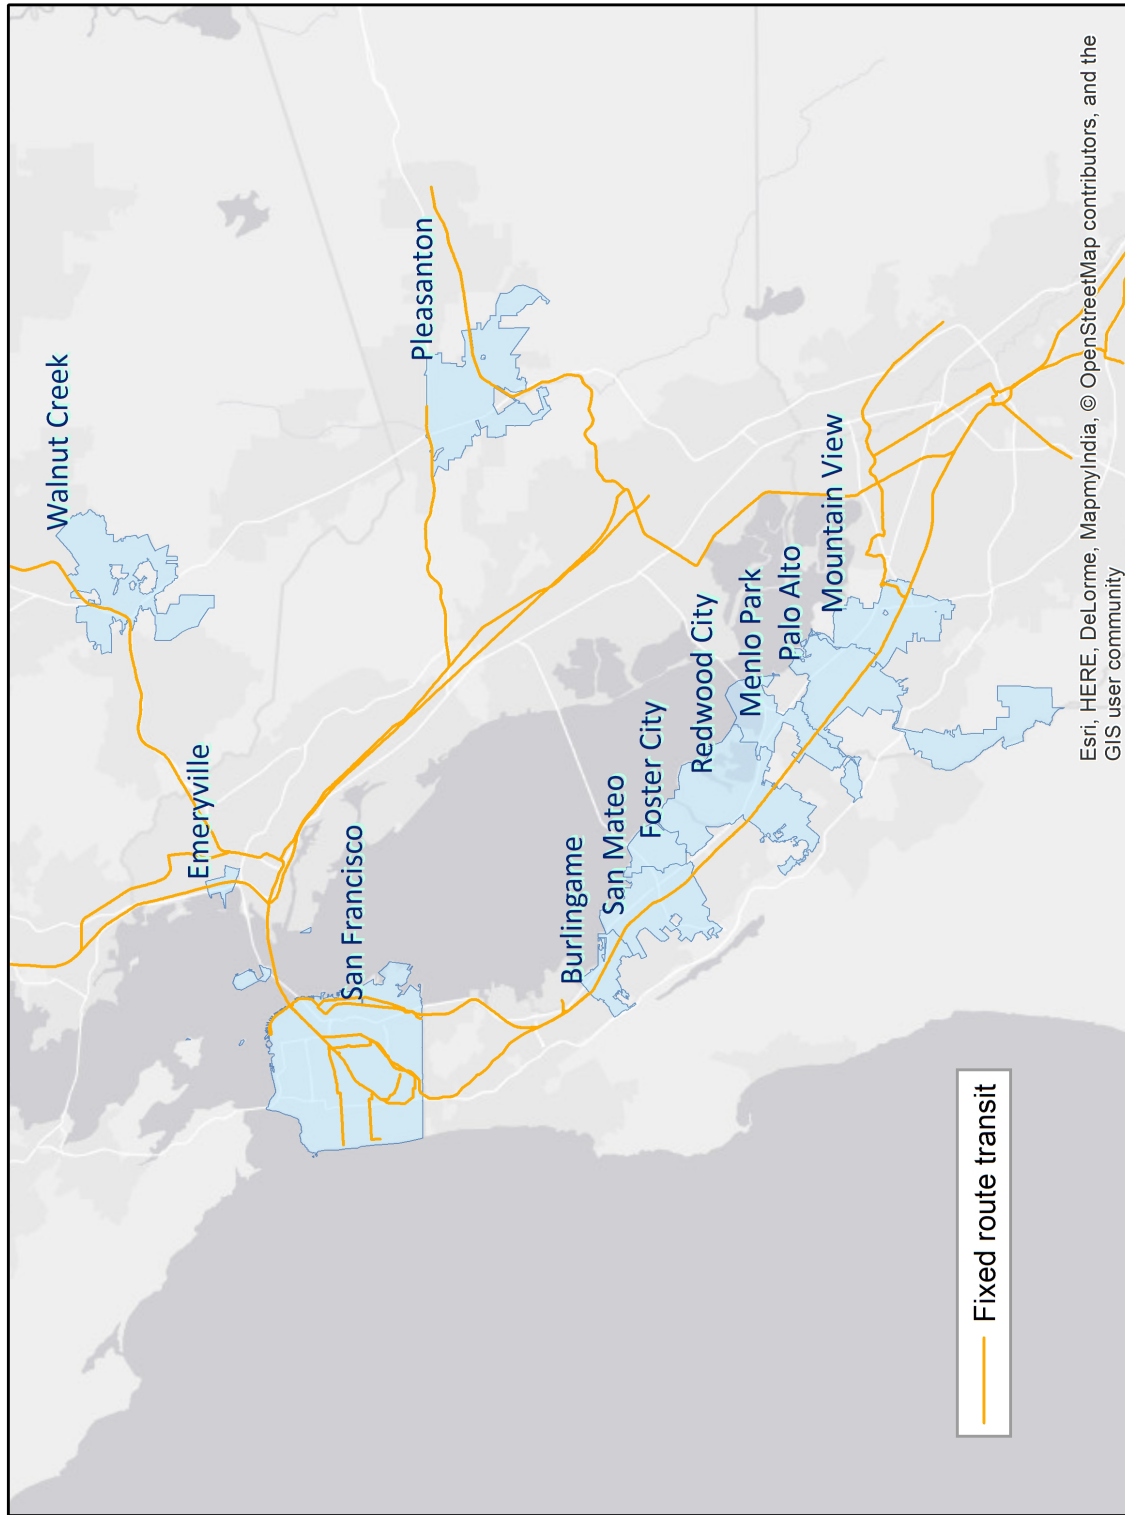 Walnut Creek
Emeryville
San Francisco
Pleasanton
Burlingame
San Mateo
Foster City
Redwood City
Menlo Park
Palo Alto
Mountain View
Fixed route transit
Esri, HERE, DeLorme, MapmyIndia, © OpenStreetMap contributors, and the
GIS user community